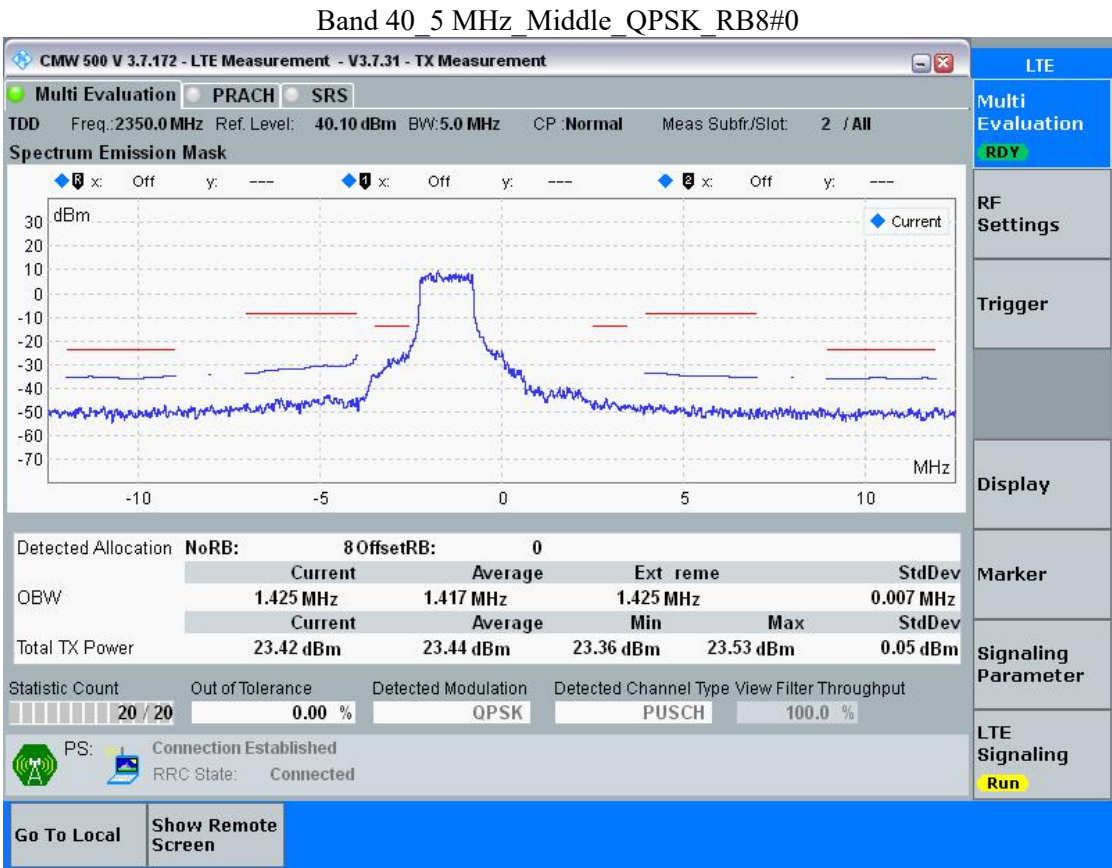 Band 40_5 MHz_Middle_QPSK_RB8#0
CMW 500 V 3.7.172 - LTE Measurement - V3.7.31 - TX Measurement
LTE
Multi Evaluation PRACH SRS
TDD Freq.:2350.0 MHz Ref. Level: 40.10 dBm BW:5.0 MHz CP :Normal Meas Subfr./Slot: 2 / All
Spectrum Emission Mask
R x: Off y: --- 1 x: Off y: --- 2 x: Off y: ---
dBm
Current
30
20
10
0
-10
-20
-30
-40
-50
-60
-70
MHz
-10 -5 0 5 10
Detected Allocation NoRB: 8 OffsetRB: 0
Current Average Ext reme StdDev
OBW 1.425 MHz 1.417 MHz 1.425 MHz 0.007 MHz
Current Average Min Max StdDev
Total TX Power 23.42 dBm 23.44 dBm 23.36 dBm 23.53 dBm 0.05 dBm
Statistic Count Out of Tolerance Detected Modulation Detected Channel Type View Filter Throughput
20 / 20 0.00 % QPSK PUSCH 100.0 %
PS: Connection Established
RRC State: Connected
Multi
Evaluation
RDY
RF
Settings
Trigger
Display
Marker
Signaling
Parameter
LTE
Signaling
Run
Go To Local
Show Remote
Screen